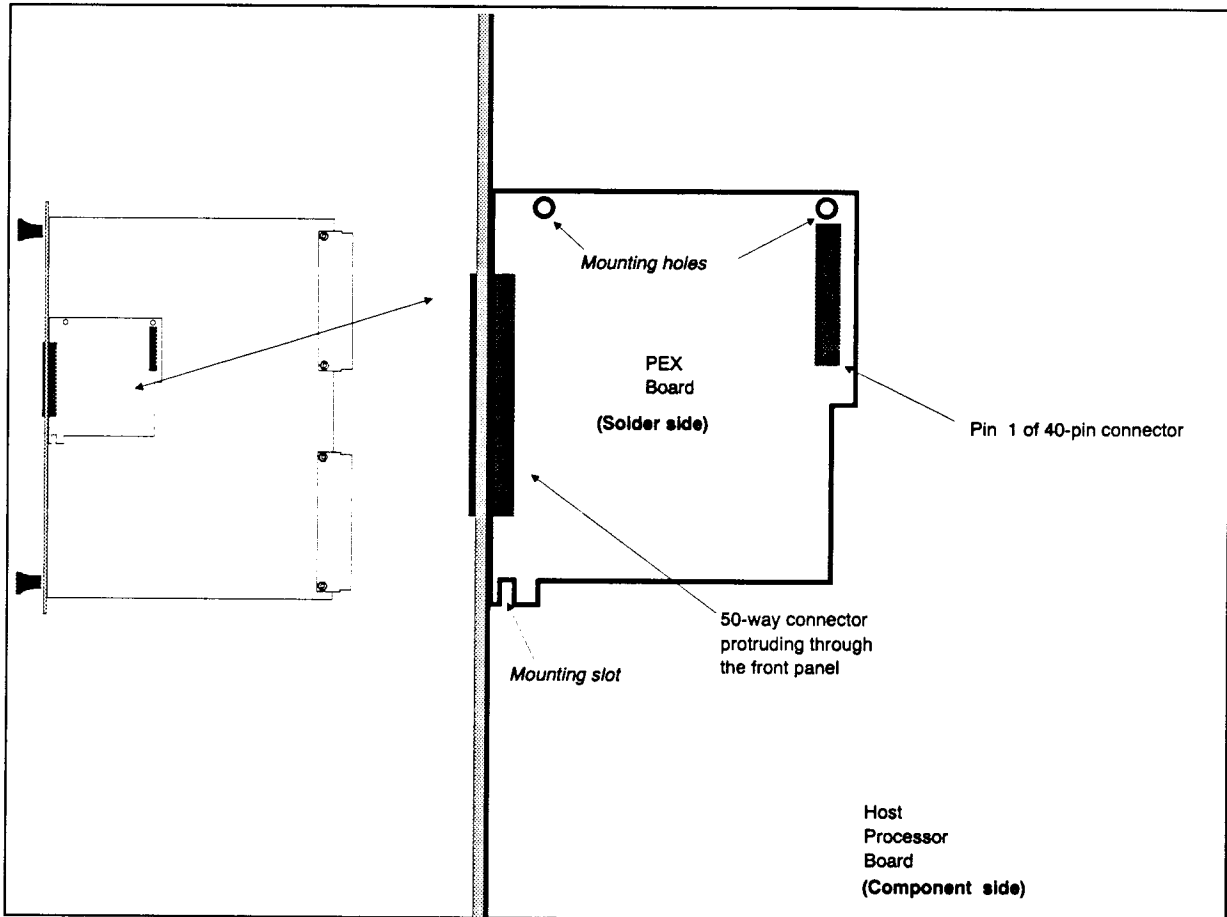 Mounting holes
PEX
Board
(Solder side)
Pin 1 of 40-pin connector
50-way connector
protruding through
the front panel
Mounting slot
Host
Processor
Board
(Component side)